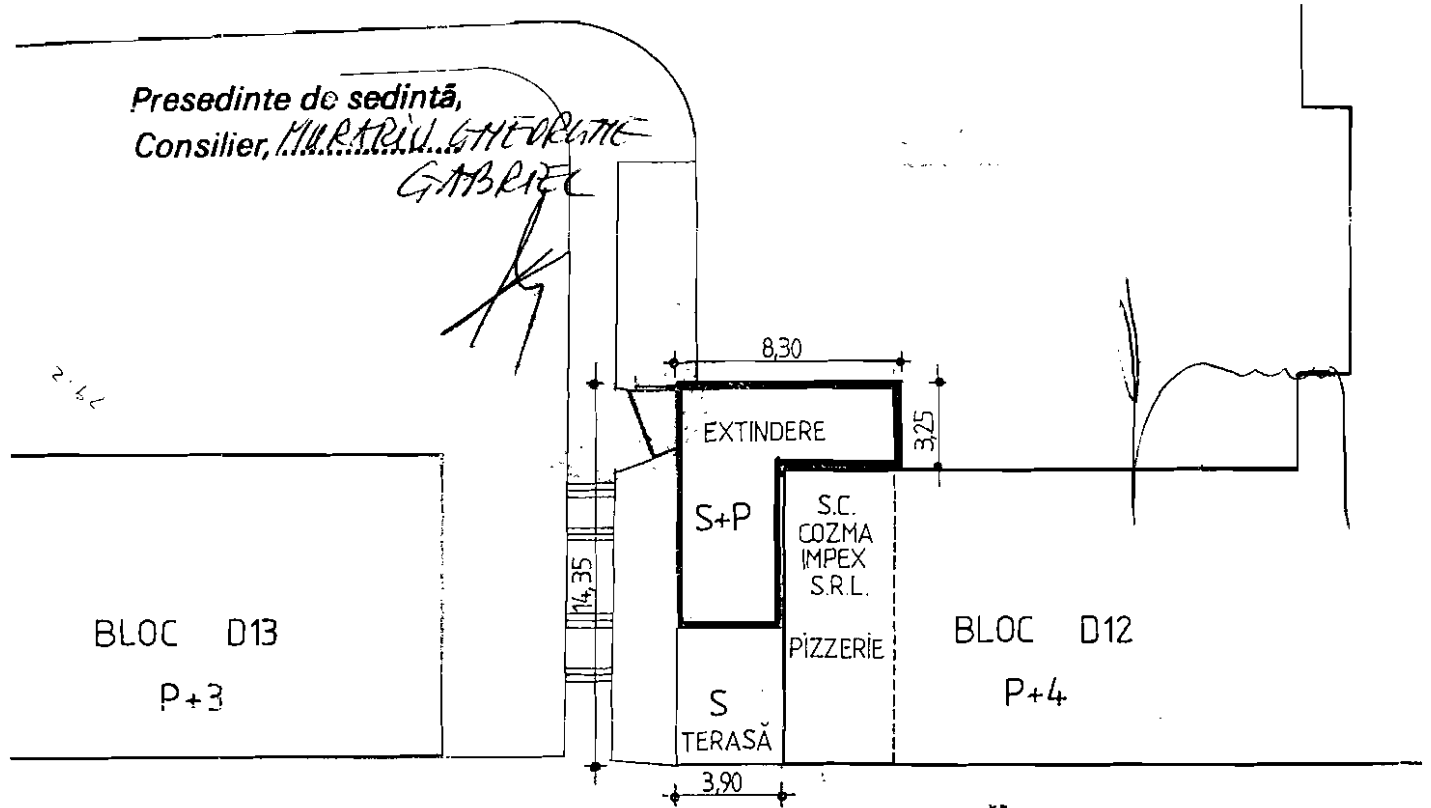 Presedinte de sedintă,
Consilier, MURARIU GHEORGHE
GABRIEL
8,30
3,25
EXTINDERE
S+P
S.C.
COZMA
IMPEX
S.R.L.
PIZZERIE
14,35
BLOC D13
P+3
BLOC D12
P+4
S
TERASĂ
3,90